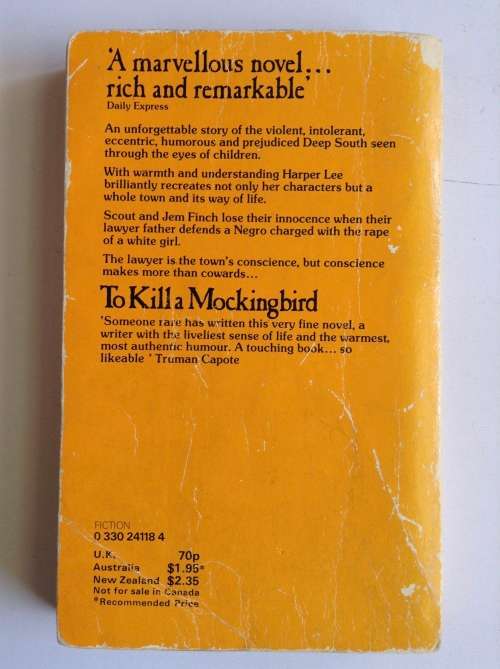 'A marvellous novel...
rich and remarkable'
Daily Express
An unforgettable story of the violent, intolerant,
eccentric, humorous and prejudiced Deep South seen
through the eyes of children.
With warmth and understanding Harper Lee
brilliantly recreates not only her characters but a
whole town and its way of life.
Scout and Jem Finch lose their innocence when their
lawyer father defends a Negro charged with the rape
of a white girl.
The lawyer is the town's conscience, but conscience
makes more than cowards...
To Kill a Mockingbird
'Someone rare has written this very fine novel, a
writer with the liveliest sense of life and the warmest,
most authentic humour. A touching book... so
likeable ' Truman Capote
FICTION
0 330 24118 4
U.K. 70p
Australia $1.95*
New Zealand $2.35
Not for sale in Canada
*Recommended Price